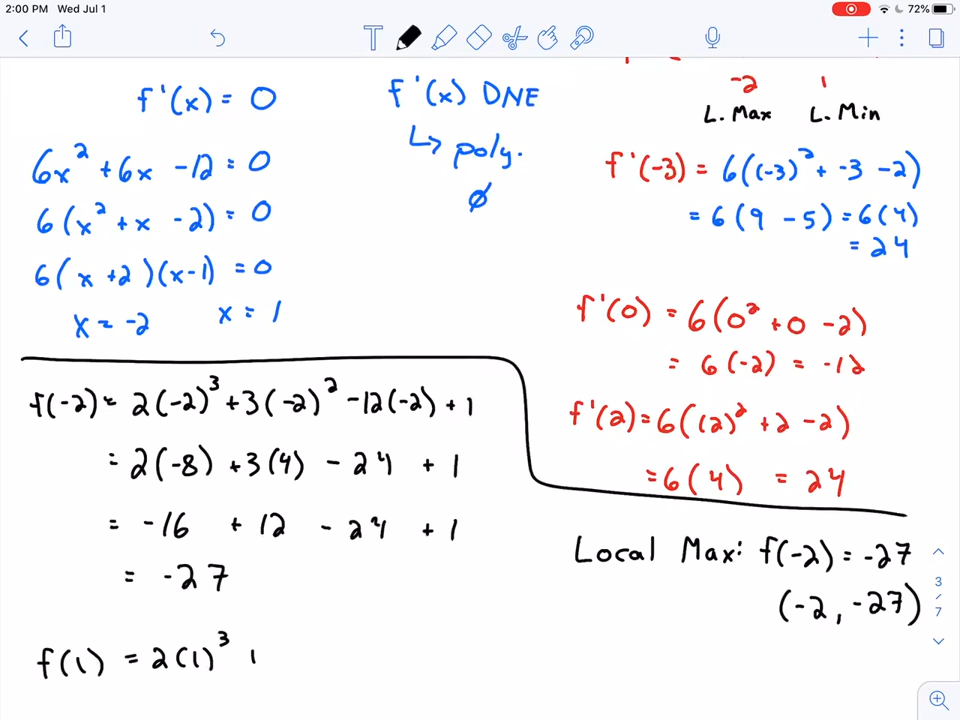 2:00 PM Wed Jul 1
72%
T
f'(x) = 0
6x² + 6x - 12 = 0
6(x² + x - 2) = 0
6(x + 2)(x - 1) = 0
x = -2 x = 1
f'(x) DNE
↳ poly.
∅
-2 1
L. Max L. Min
f'(-3) = 6((-3)² + -3 - 2)
= 6(9 - 5) = 6(4)
= 24
f'(0) = 6(0² + 0 - 2)
= 6(-2) = -12
f'(2) = 6((2)² + 2 - 2)
= 6(4) = 24
f(-2) = 2(-2)³ + 3(-2)² - 12(-2) + 1
= 2(-8) + 3(4) - 24 + 1
= -16 + 12 - 24 + 1
= -27
f(1) = 2(1)³
Local Max: f(-2) = -27
(-2, -27)
3
/
7